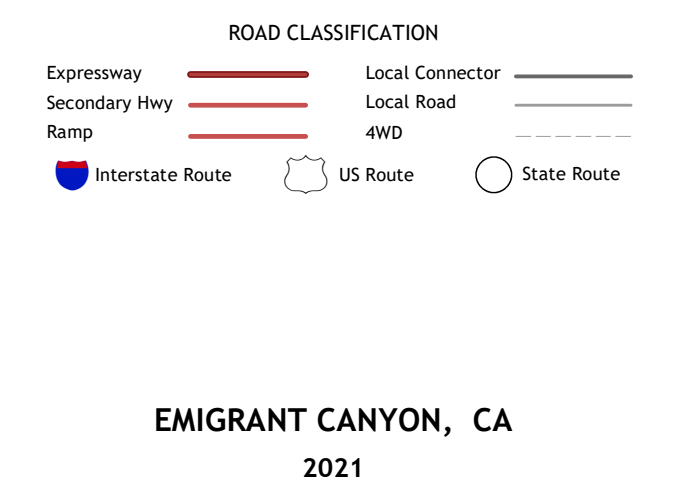 ROAD CLASSIFICATION
Expressway
Local Connector
Secondary Hwy
Local Road
Ramp
4WD
Interstate Route
US Route
State Route
EMIGRANT CANYON, CA
2021